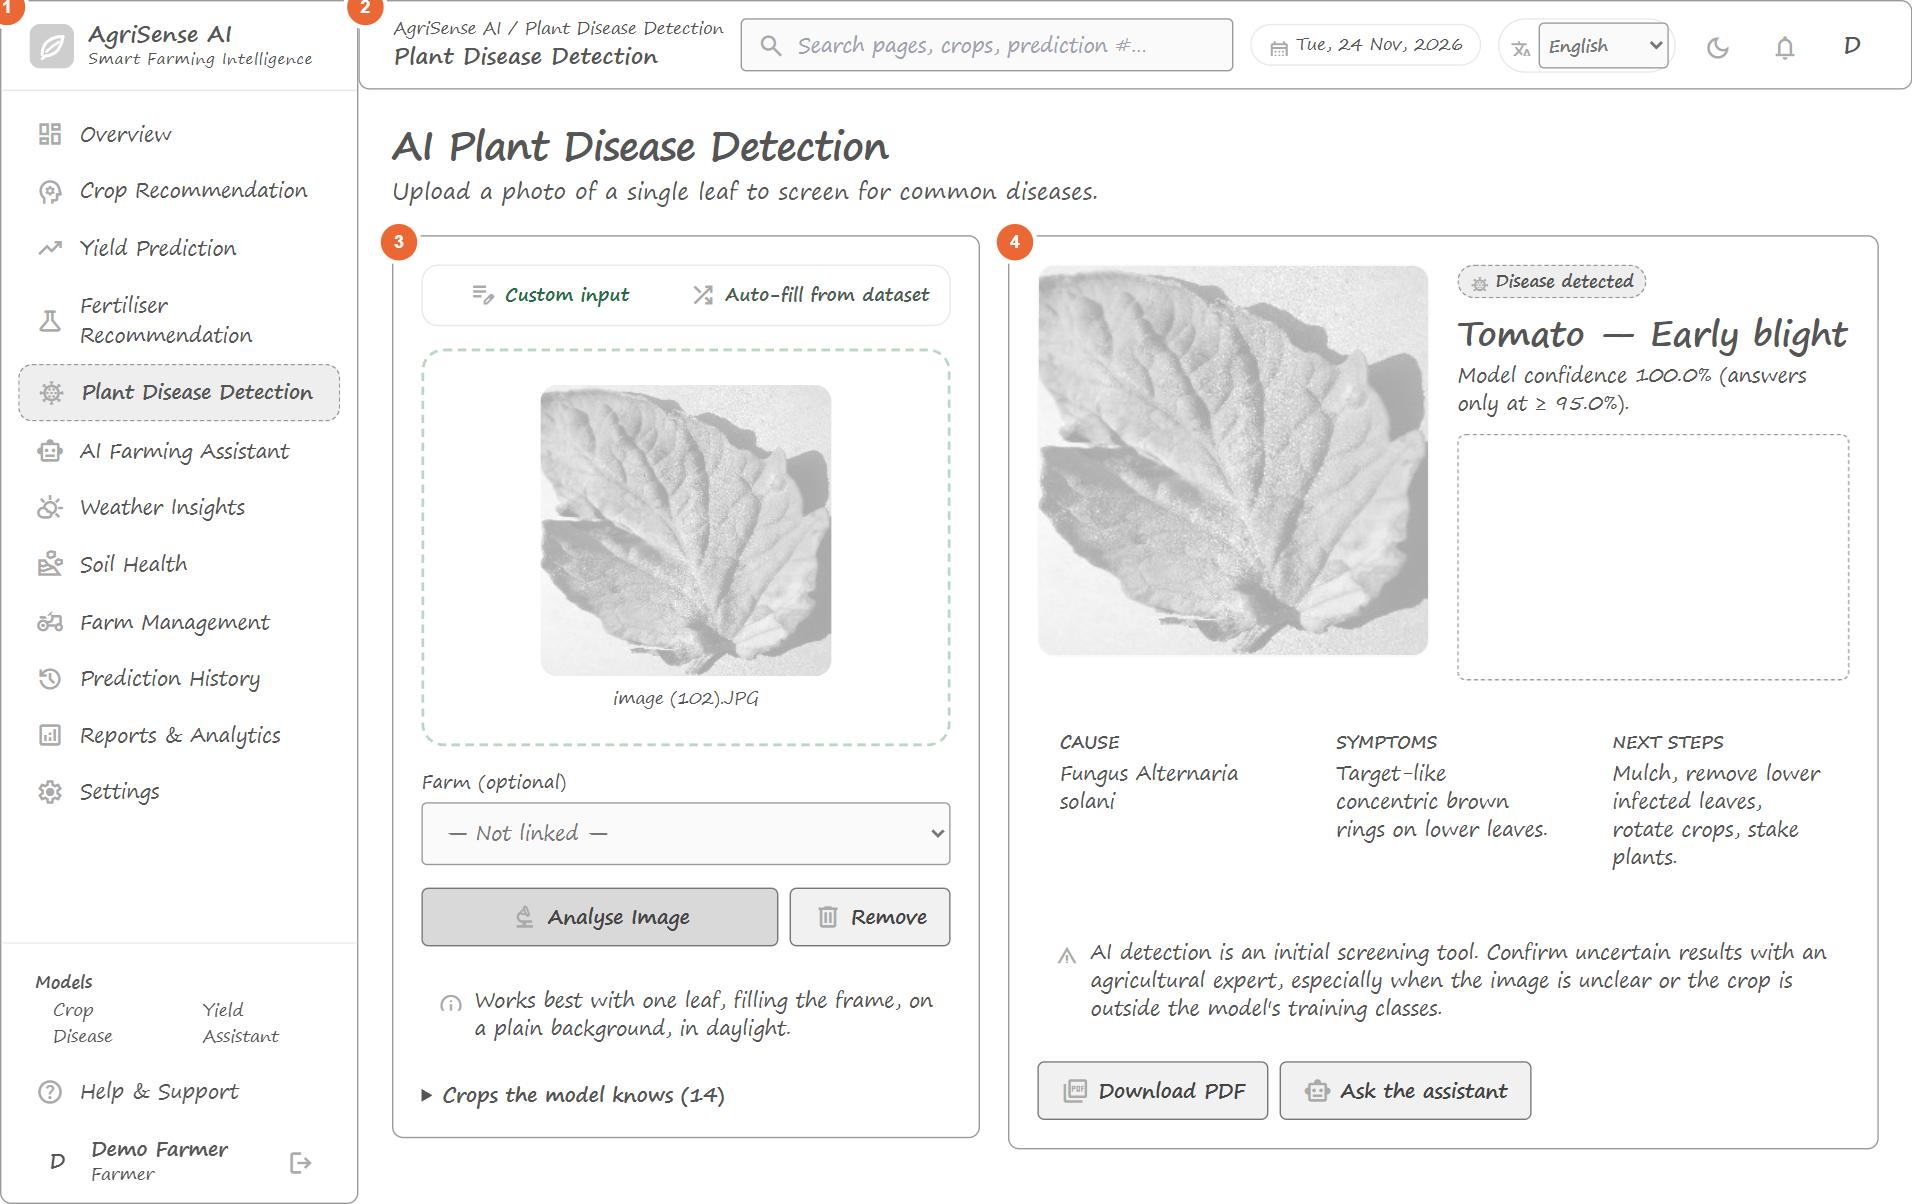 1
AgriSense AI
Smart Farming Intelligence
Overview
Crop Recommendation
Yield Prediction
Fertiliser
Recommendation
Plant Disease Detection
AI Farming Assistant
Weather Insights
Soil Health
Farm Management
Prediction History
Reports & Analytics
Settings
Models
Crop Yield
Disease Assistant
Help & Support
D
Demo Farmer
Farmer
2
AgriSense AI / Plant Disease Detection
Plant Disease Detection
Search pages, crops, prediction #...
Tue, 24 Nov, 2026
English
D
AI Plant Disease Detection
Upload a photo of a single leaf to screen for common diseases.
3
Custom input
Auto-fill from dataset
image (102).JPG
Farm (optional)
— Not linked —
Analyse Image
Remove
Works best with one leaf, filling the frame, on
a plain background, in daylight.
Crops the model knows (14)
4
Disease detected
Tomato — Early blight
Model confidence 100.0% (answers
only at ≥ 95.0%).
CAUSE
Fungus Alternaria
solani
SYMPTOMS
Target-like
concentric brown
rings on lower leaves.
NEXT STEPS
Mulch, remove lower
infected leaves,
rotate crops, stake
plants.
AI detection is an initial screening tool. Confirm uncertain results with an
agricultural expert, especially when the image is unclear or the crop is
outside the model's training classes.
PDF
Download PDF
Ask the assistant